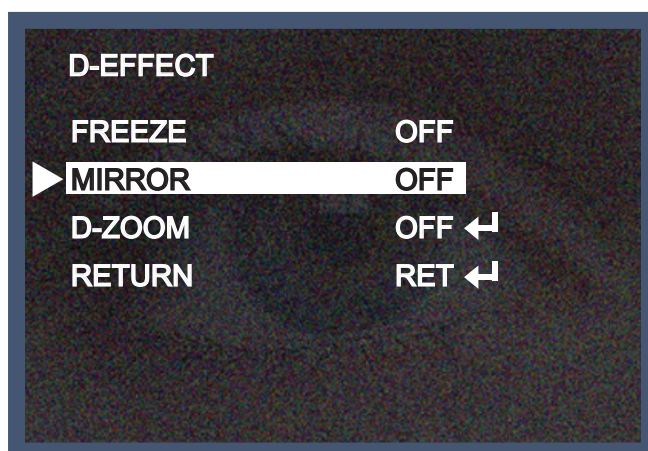 D-EFFECT
FREEZE OFF
MIRROR OFF
D-ZOOM OFF
RETURN RET